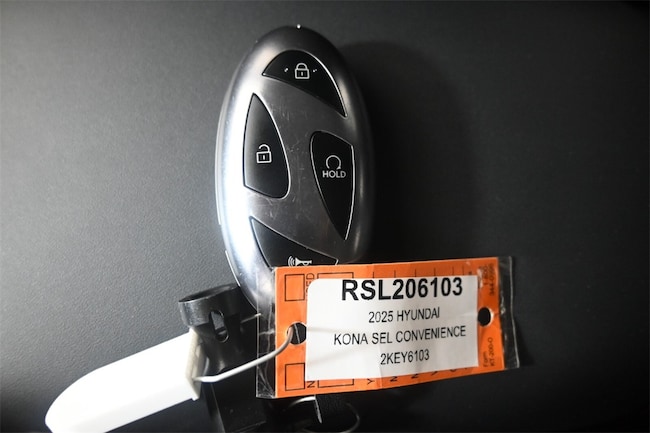 HOLD
RSL206103
2025 HYUNDAI
KONA SEL CONVENIENCE
2KEY6103